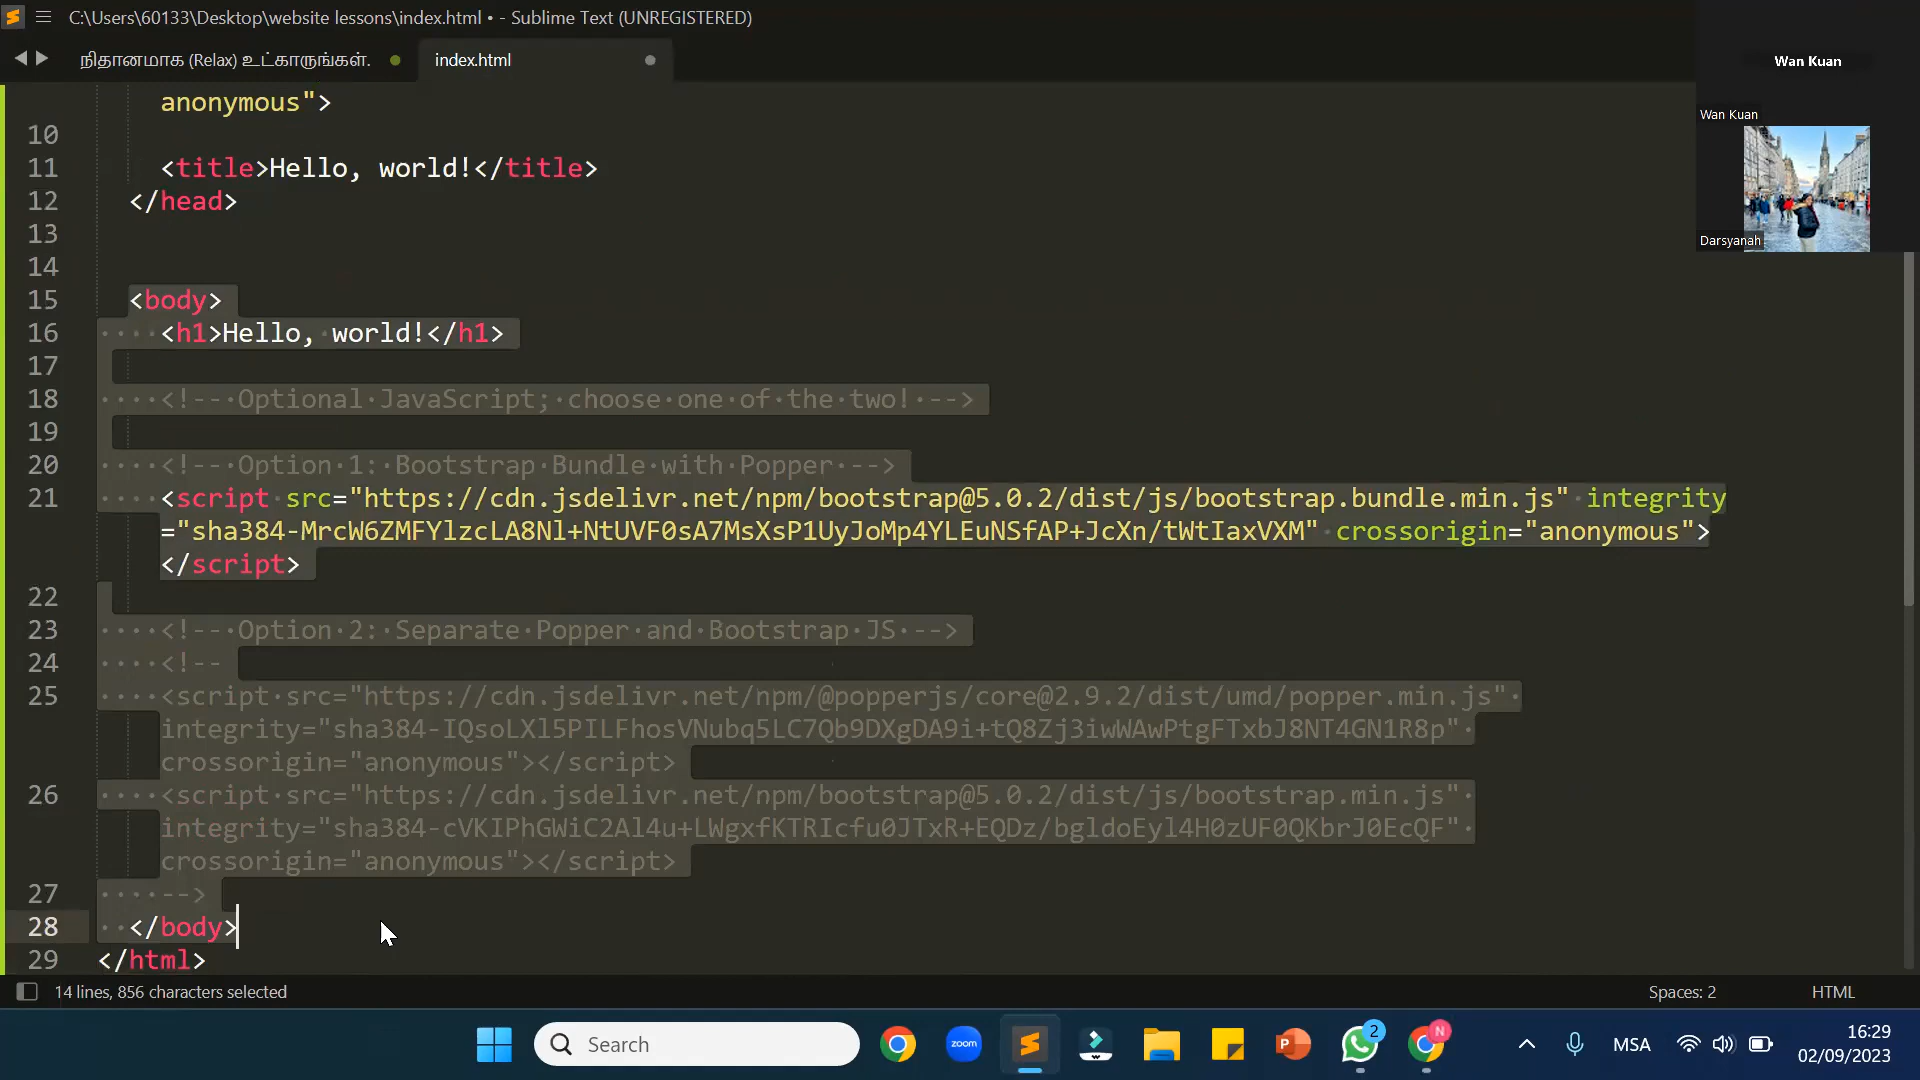 C:\Users\60133\Desktop\website lessons\index.html • - Sublime Text (UNREGISTERED)
நிதானமாக (Relax) உட்காருங்கள்.
index.html
Wan Kuan
Wan Kuan
Darsyanah
anonymous">
10
11 <title>Hello, world!</title>
12 </head>
13
14
15 <body>
16 <h1>Hello, world!</h1>
17
18 <!-- Optional JavaScript; choose one of the two! -->
19
20 <!-- Option 1: Bootstrap Bundle with Popper -->
21 <script src="https://cdn.jsdelivr.net/npm/bootstrap@5.0.2/dist/js/bootstrap.bundle.min.js" integrity
="sha384-MrcW6ZMFYlzcLA8Nl+NtUVF0sA7MsXsP1UyJoMp4YLEuNSfAP+JcXn/tWtIaxVXM" crossorigin="anonymous">
</script>
22
23 <!-- Option 2: Separate Popper and Bootstrap JS -->
24 <!--
25 <script src="https://cdn.jsdelivr.net/npm/@popperjs/core@2.9.2/dist/umd/popper.min.js"
integrity="sha384-IQsoLXl5PILFhosVNubq5LC7Qb9DXgDA9i+tQ8Zj3iwWAwPtgFTxbJ8NT4GN1R8p"
crossorigin="anonymous"></script>
26 <script src="https://cdn.jsdelivr.net/npm/bootstrap@5.0.2/dist/js/bootstrap.min.js"
integrity="sha384-cVKIPhGWiC2Al4u+LWgxfKTRIcfu0JTxR+EQDz/bgldoEyl4H0zUF0QKbrJ0EcQF"
crossorigin="anonymous"></script>
27 -->
28 </body>
29 </html>
14 lines, 856 characters selected
Spaces: 2
HTML
Search
zoom
2
N
MSA
16:29
02/09/2023